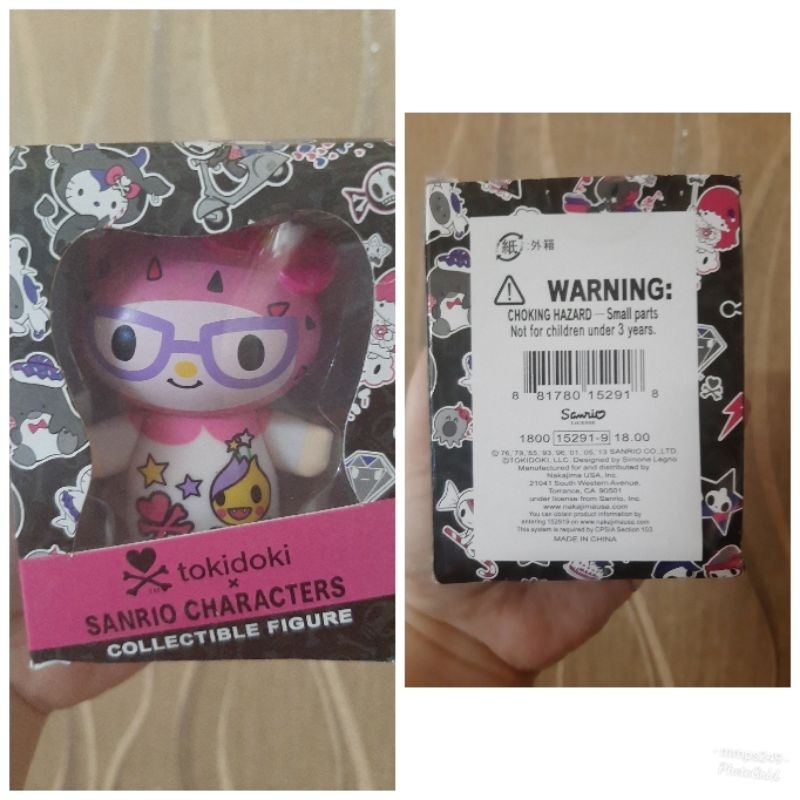 tokidoki
TM
×
SANRIO CHARACTERS
COLLECTIBLE FIGURE
紙:外箱
WARNING:
CHOKING HAZARD — Small parts
Not for children under 3 years.
8 81780 15291 8
Sanrio
LICENSE
1800 15291-9 18.00
© 76, 79, 85, 93, 96, 01, 05, 13 SANRIO CO.,LTD.
©TOKIDOKI, LLC. Designed by Simone Legno
Manufactured for and distributed by
Nakajima USA, Inc.
21041 South Western Avenue,
Torrance, CA 90501
under license from Sanrio, Inc.
www.nakajimausa.com
You can obtain product information by
entering 152919 on www.nakajimausa.com
This system is required by CPSIA Section 103
MADE IN CHINA
mmps249
PhotoGrid